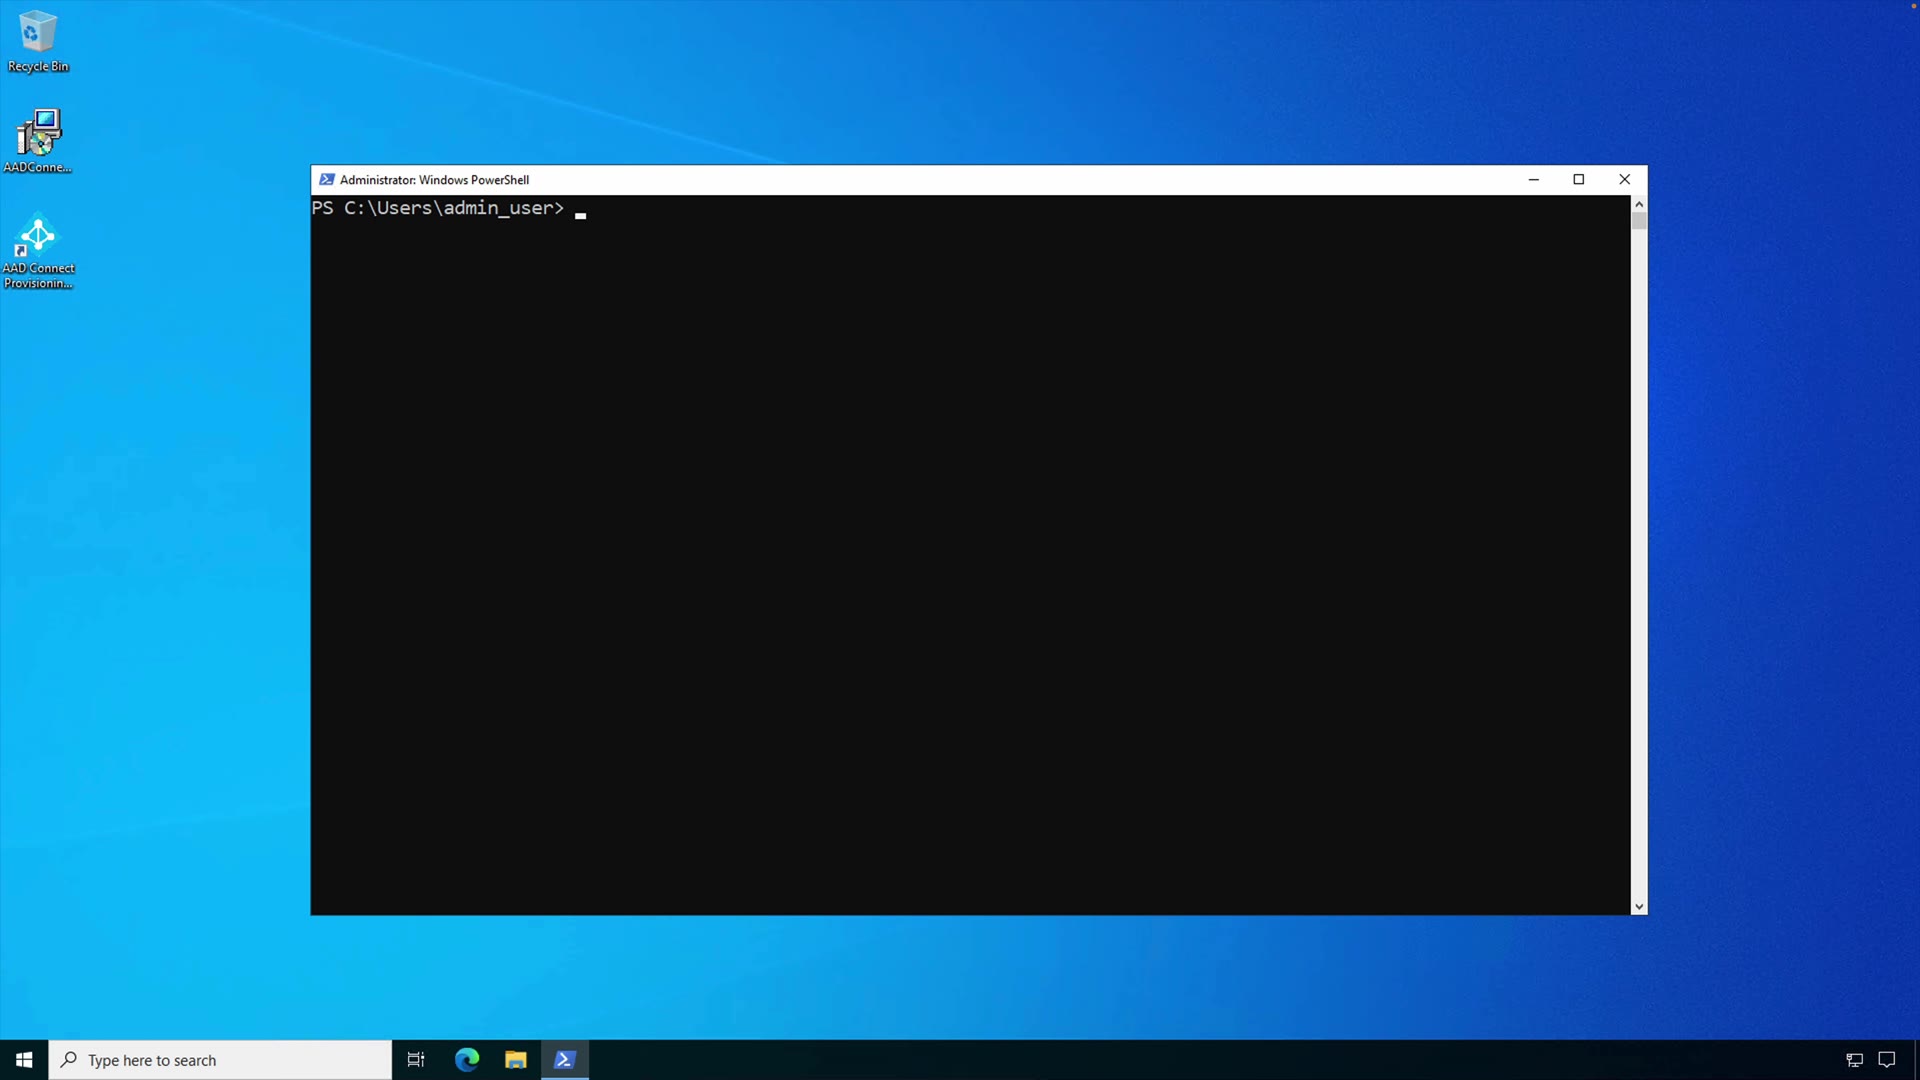 Recycle Bin
AADConne...
AAD Connect
Provisionin...
Administrator: Windows PowerShell
PS C:\Users\admin_user>
Type here to search